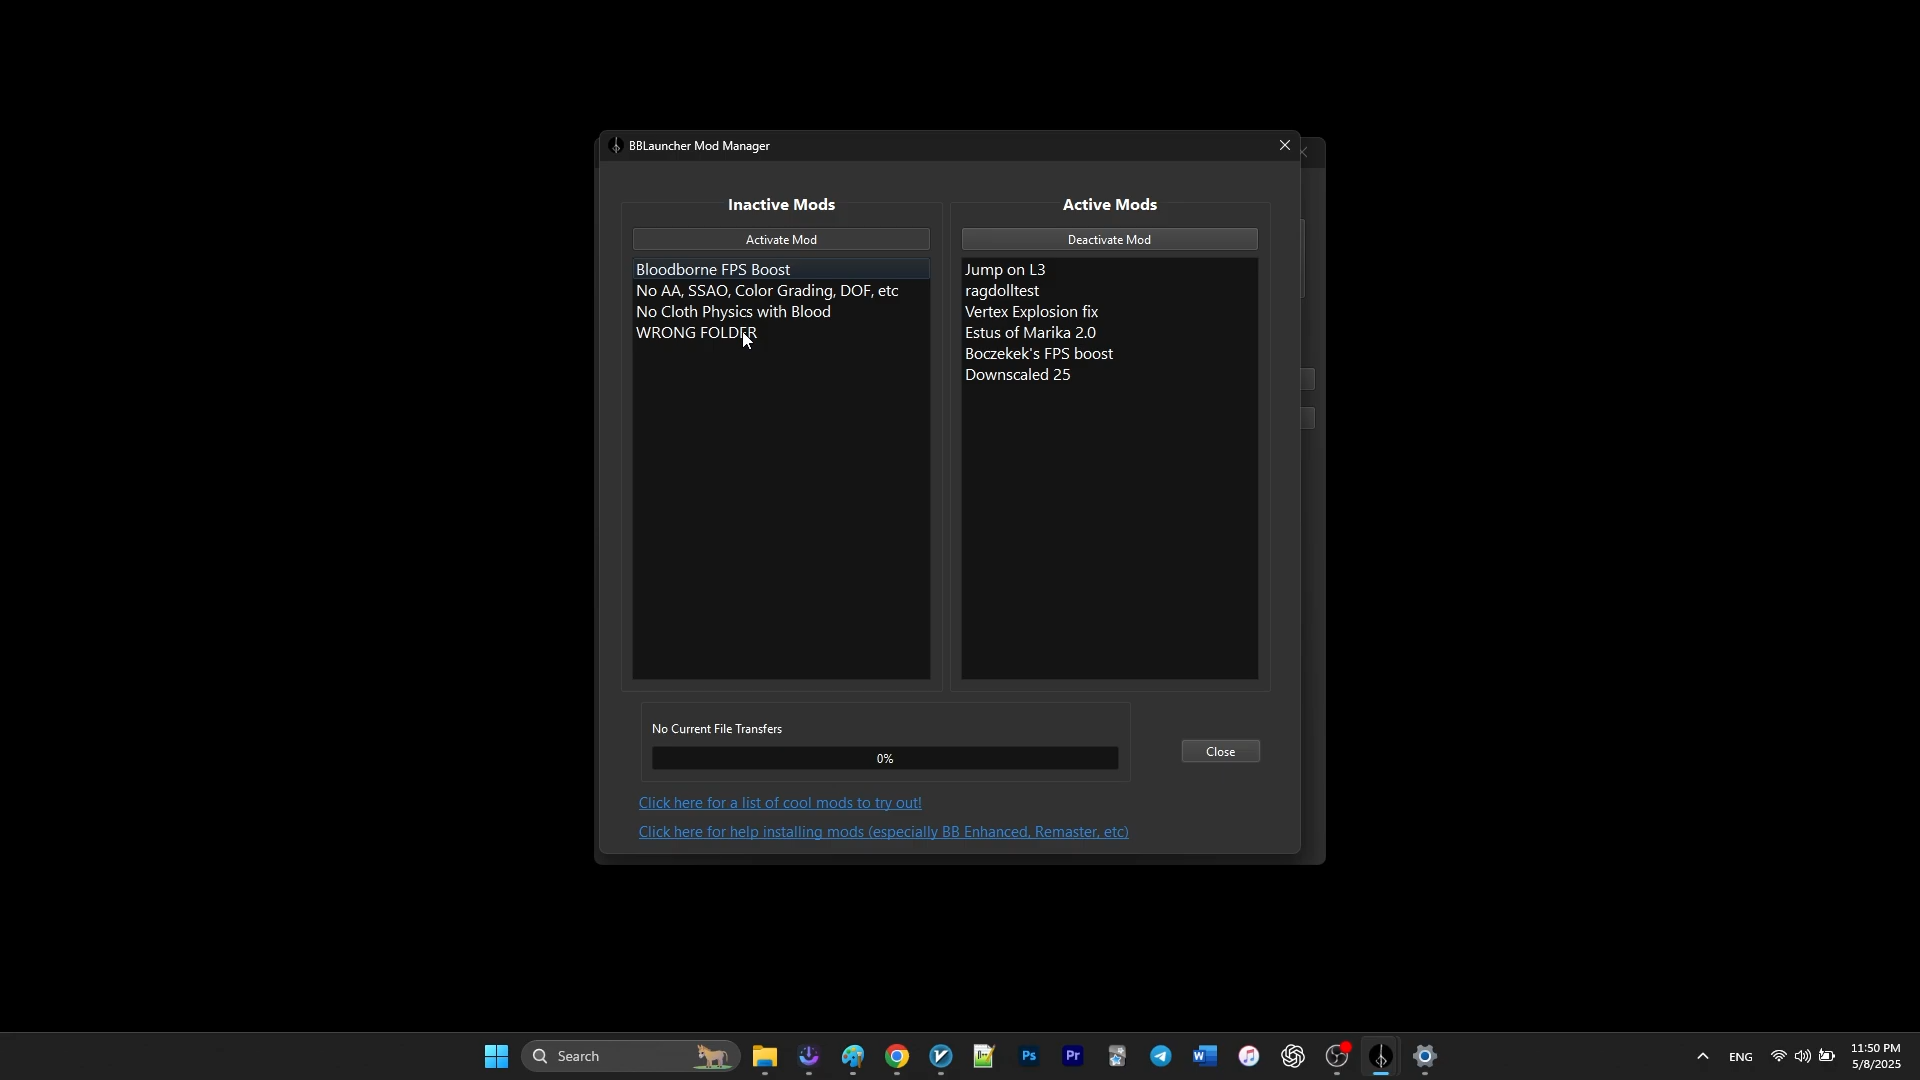 BBLauncher Mod Manager
Inactive Mods
Activate Mod
Bloodborne FPS Boost
No AA, SSAO, Color Grading, DOF, etc
No Cloth Physics with Blood
WRONG FOLDER
Active Mods
Deactivate Mod
Jump on L3
ragdolltest
Vertex Explosion fix
Estus of Marika 2.0
Boczekek's FPS boost
Downscaled 25
No Current File Transfers
0%
Close
Click here for a list of cool mods to try out!
Click here for help installing mods (especially BB Enhanced, Remaster, etc)
Search
Ps
Pr
W
ENG
11:50 PM
5/8/2025